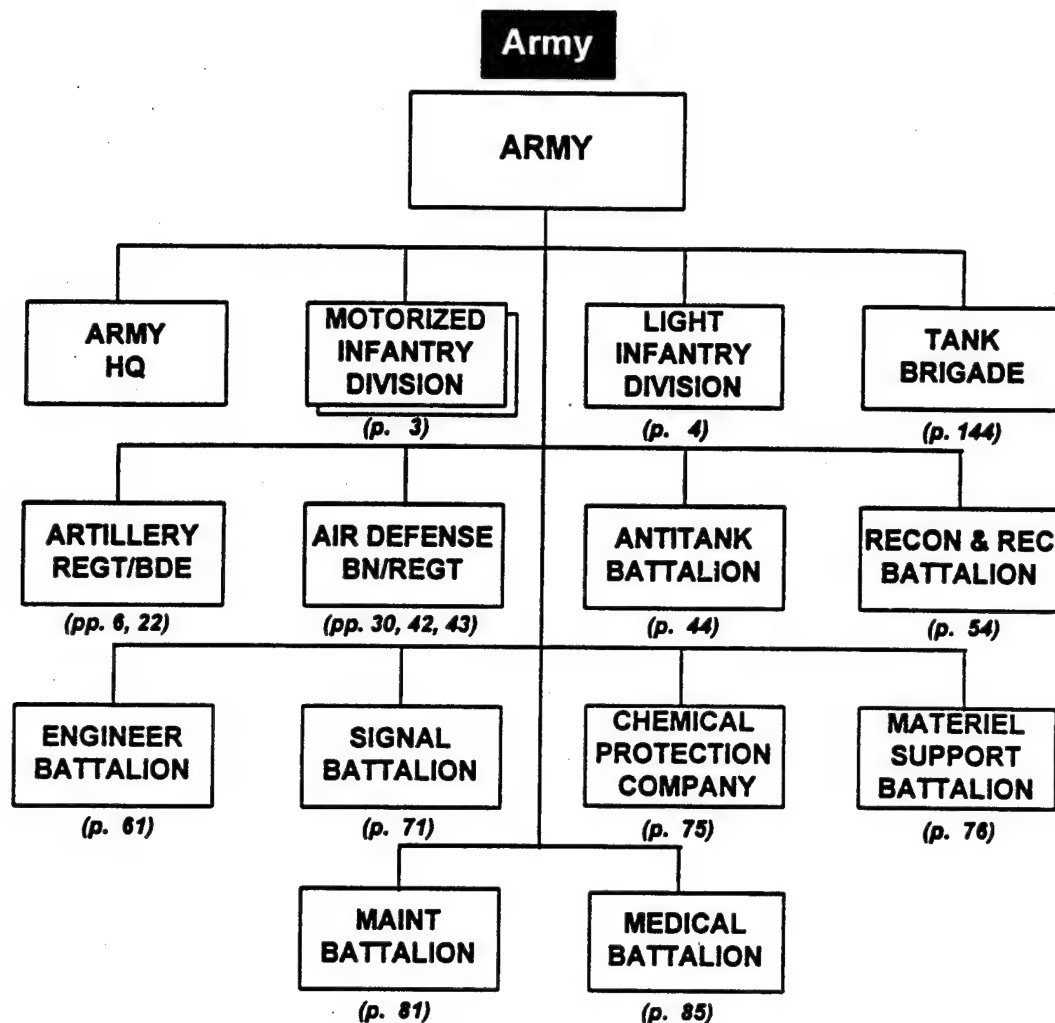 Army
ARMY
ARMY
HQ
MOTORIZED
INFANTRY
DIVISION
(p. 3)
LIGHT
INFANTRY
DIVISION
(p. 4)
TANK
BRIGADE
(p. 144)
ARTILLERY
REGT/BDE
(pp. 6, 22)
AIR DEFENSE
BN/REGT
(pp. 30, 42, 43)
ANTITANK
BATTALION
(p. 44)
RECON & REC
BATTALION
(p. 54)
ENGINEER
BATTALION
(p. 61)
SIGNAL
BATTALION
(p. 71)
CHEMICAL
PROTECTION
COMPANY
(p. 75)
MATERIEL
SUPPORT
BATTALION
(p. 76)
MAINT
BATTALION
(p. 81)
MEDICAL
BATTALION
(p. 85)